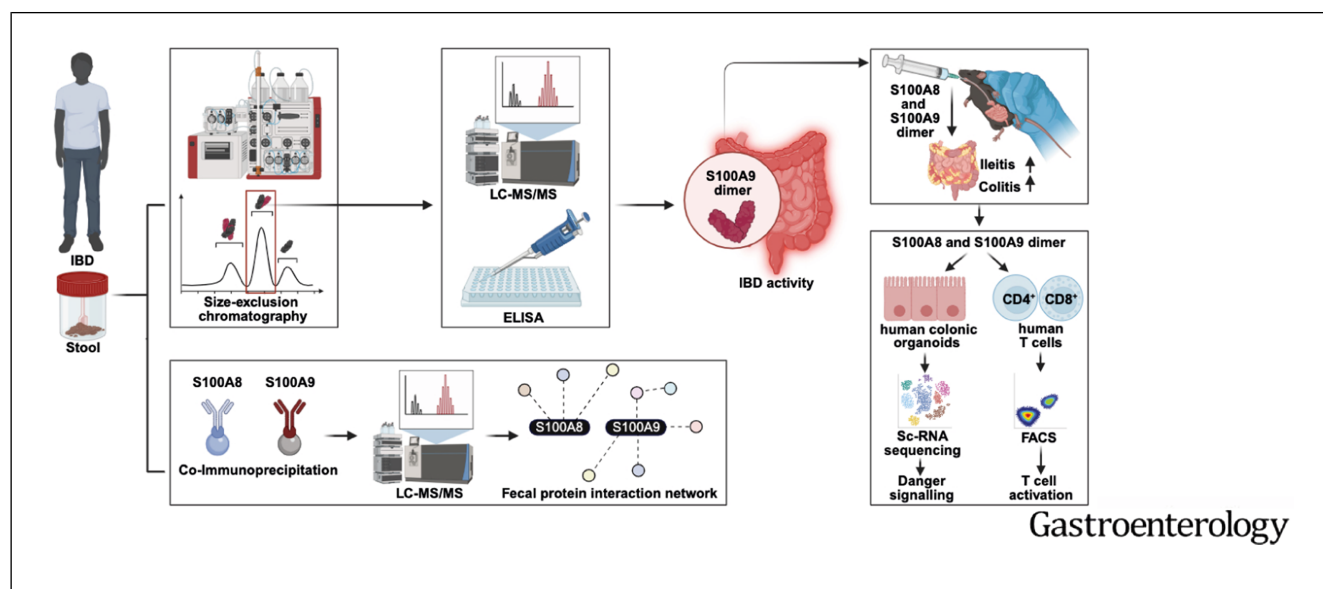 IBD
Stool
Size-exclusion
chromatography
LC-MS/MS
ELISA
S100A9
dimer
IBD activity
S100A8
and
S100A9
dimer
Ileitis
Colitis
S100A8 and S100A9 dimer
CD4+
CD8+
human colonic
organoids
human
T cells
Sc-RNA
sequencing
FACS
Danger
signalling
T cell
activation
S100A8
S100A9
Co-Immunoprecipitation
LC-MS/MS
S100A8
S100A9
Fecal protein interaction network
Gastroenterology